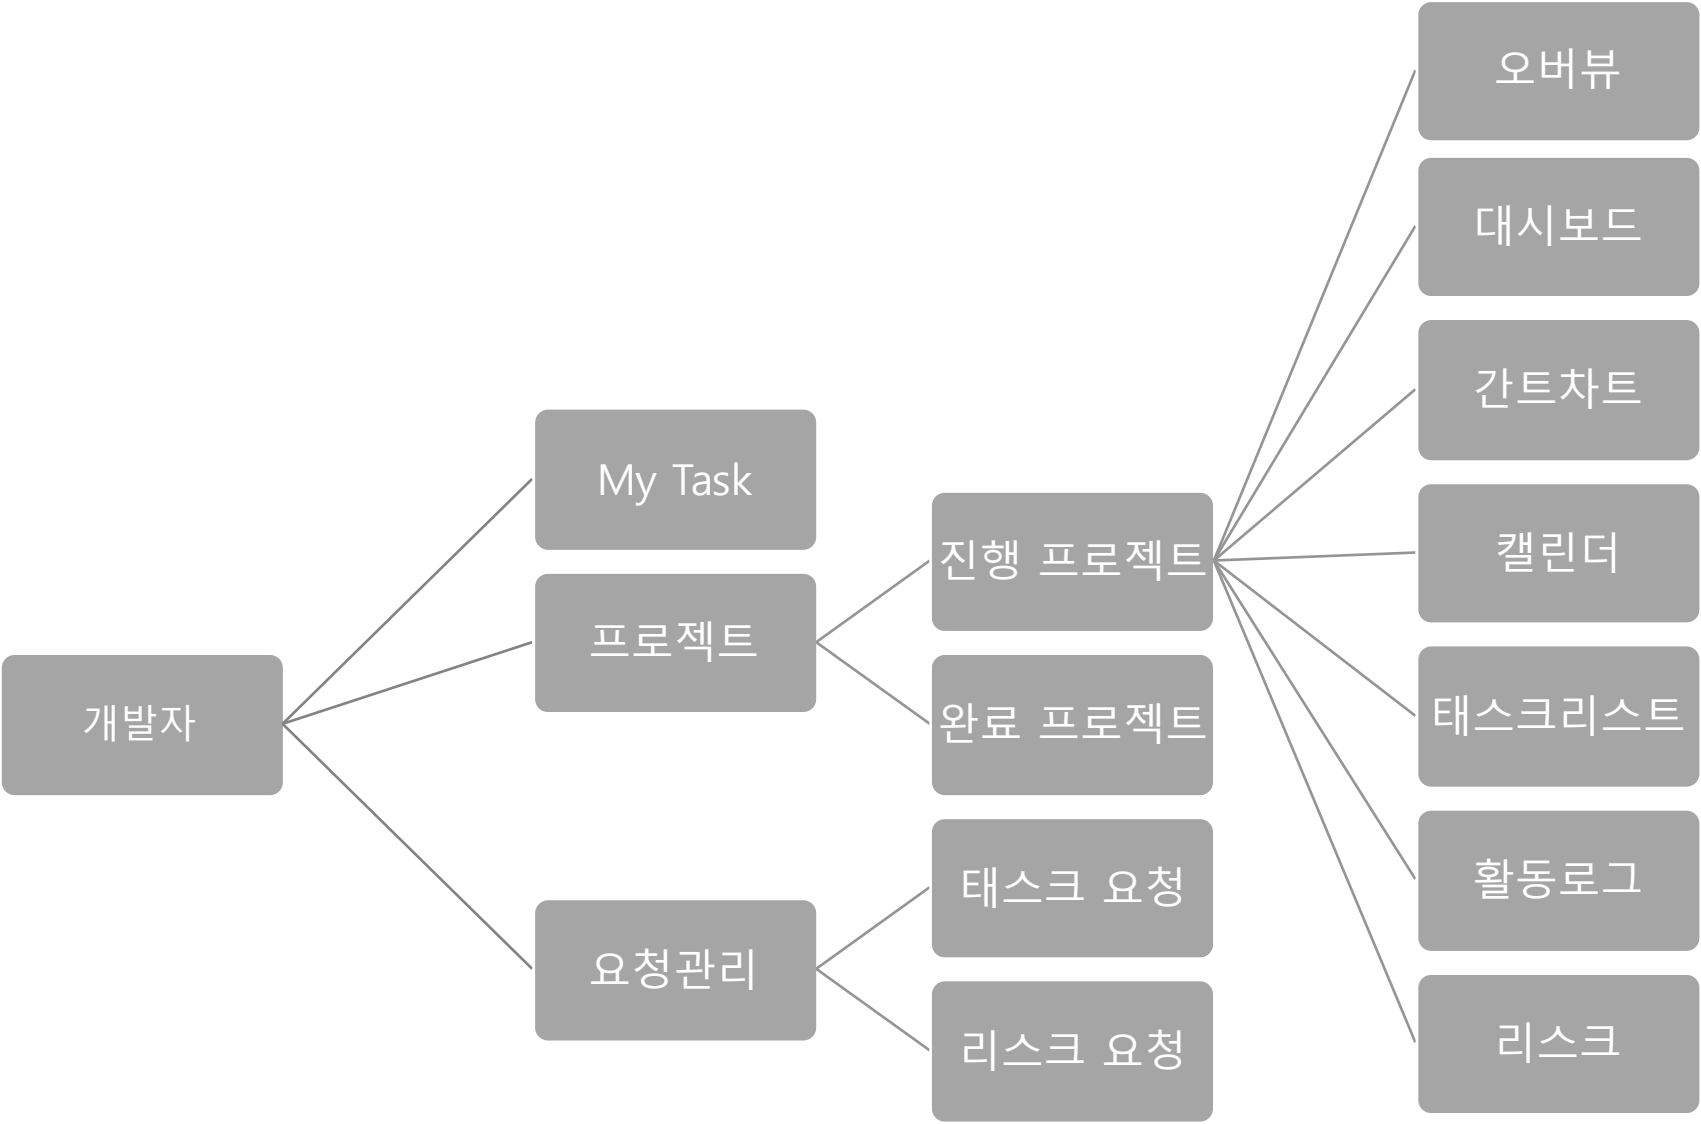 개발자
My Task
프로젝트
요청관리
진행 프로젝트
완료 프로젝트
태스크 요청
리스크 요청
오버뷰
대시보드
간트차트
캘린더
태스크리스트
활동로그
리스크